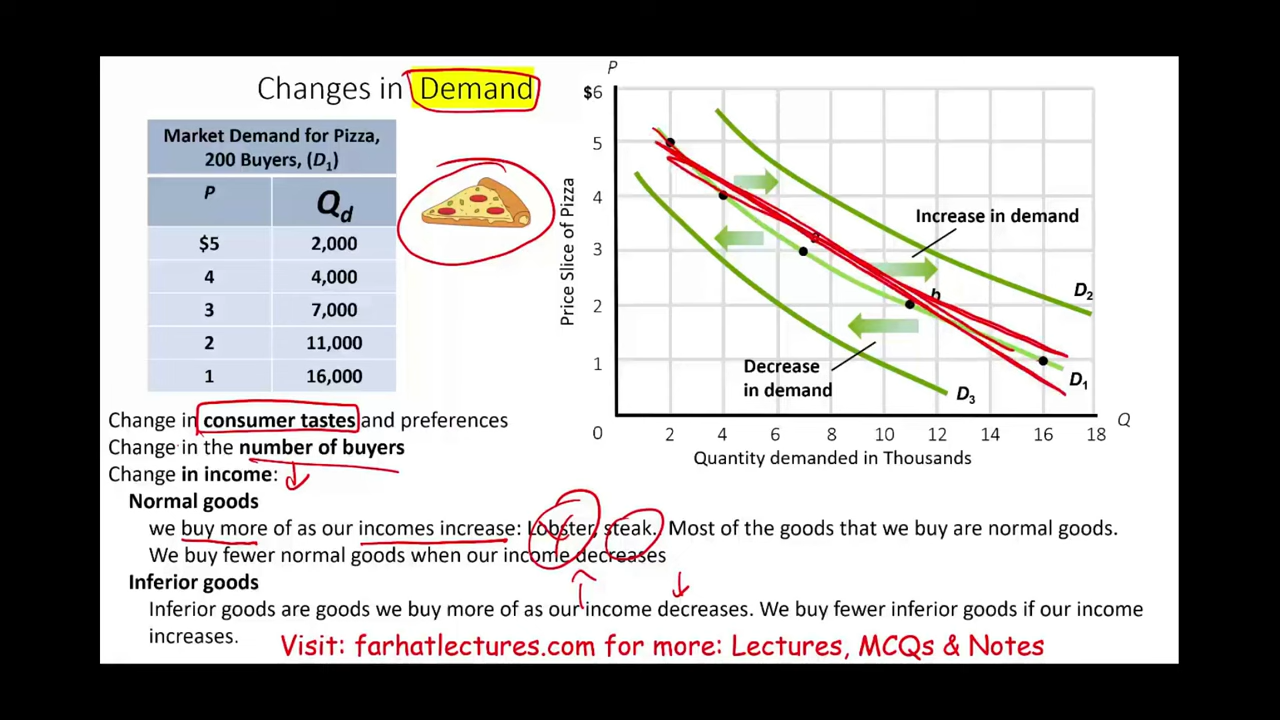 Changes in Demand
Market Demand for Pizza,
200 Buyers, (D1)
P Qd
$5 2,000
4 4,000
3 7,000
2 11,000
1 16,000
P
$6
5
4
3
2
1
0
2 4 6 8 10 12 14 16 18
Q
Price Slice of Pizza
Quantity demanded in Thousands
Increase in demand
a
b
D2
Decrease
in demand
D1
D3
Change in consumer tastes and preferences
Change in the number of buyers
Change in income:
Normal goods
we buy more of as our incomes increase: Lobster, steak. Most of the goods that we buy are normal goods.
We buy fewer normal goods when our income decreases
Inferior goods
Inferior goods are goods we buy more of as our income decreases. We buy fewer inferior goods if our income
increases.
Visit: farhatlectures.com for more: Lectures, MCQs & Notes